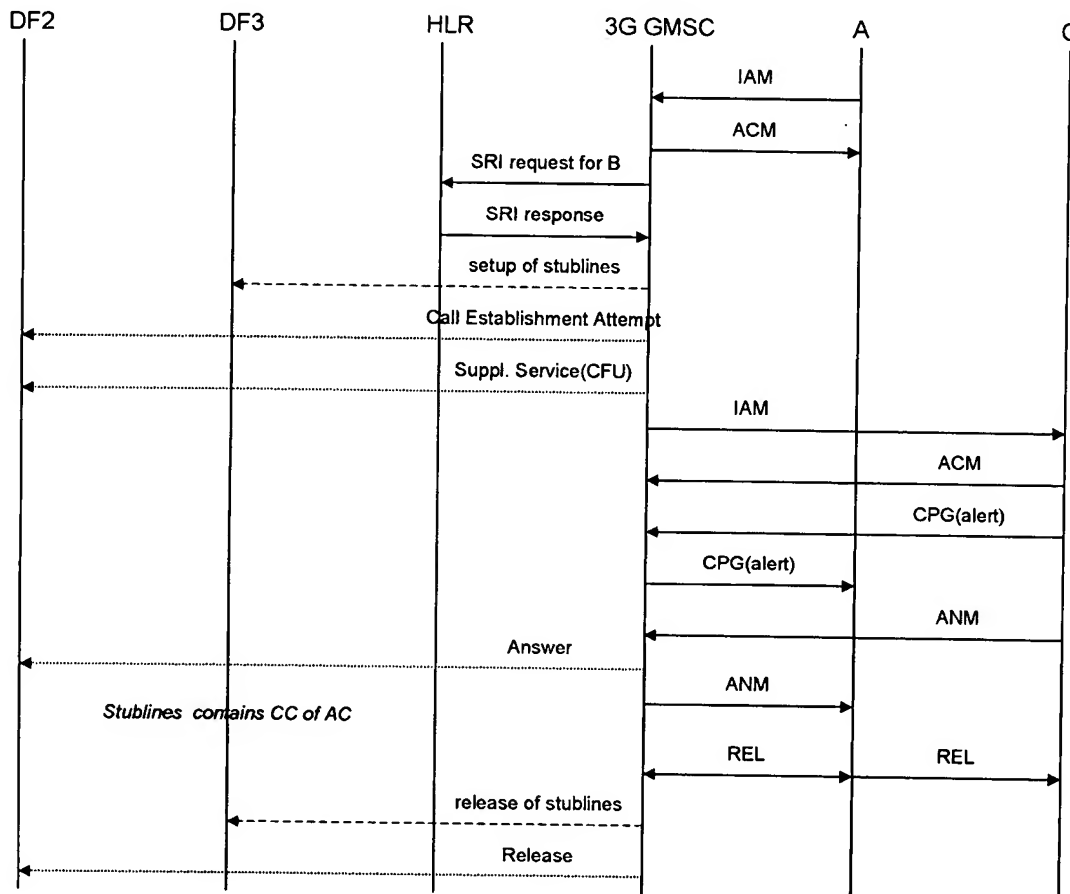 DF2 DF3 HLR 3G GMSC A
IAM
ACM
SRI request for B
SRI response
setup of stublines
Call Establishment Attempt
Suppl. Service(CFU)
IAM
ACM
CPG(alert)
CPG(alert)
ANM
Answer
ANM
Stublines contains CC of AC
REL REL
release of stublines
Release